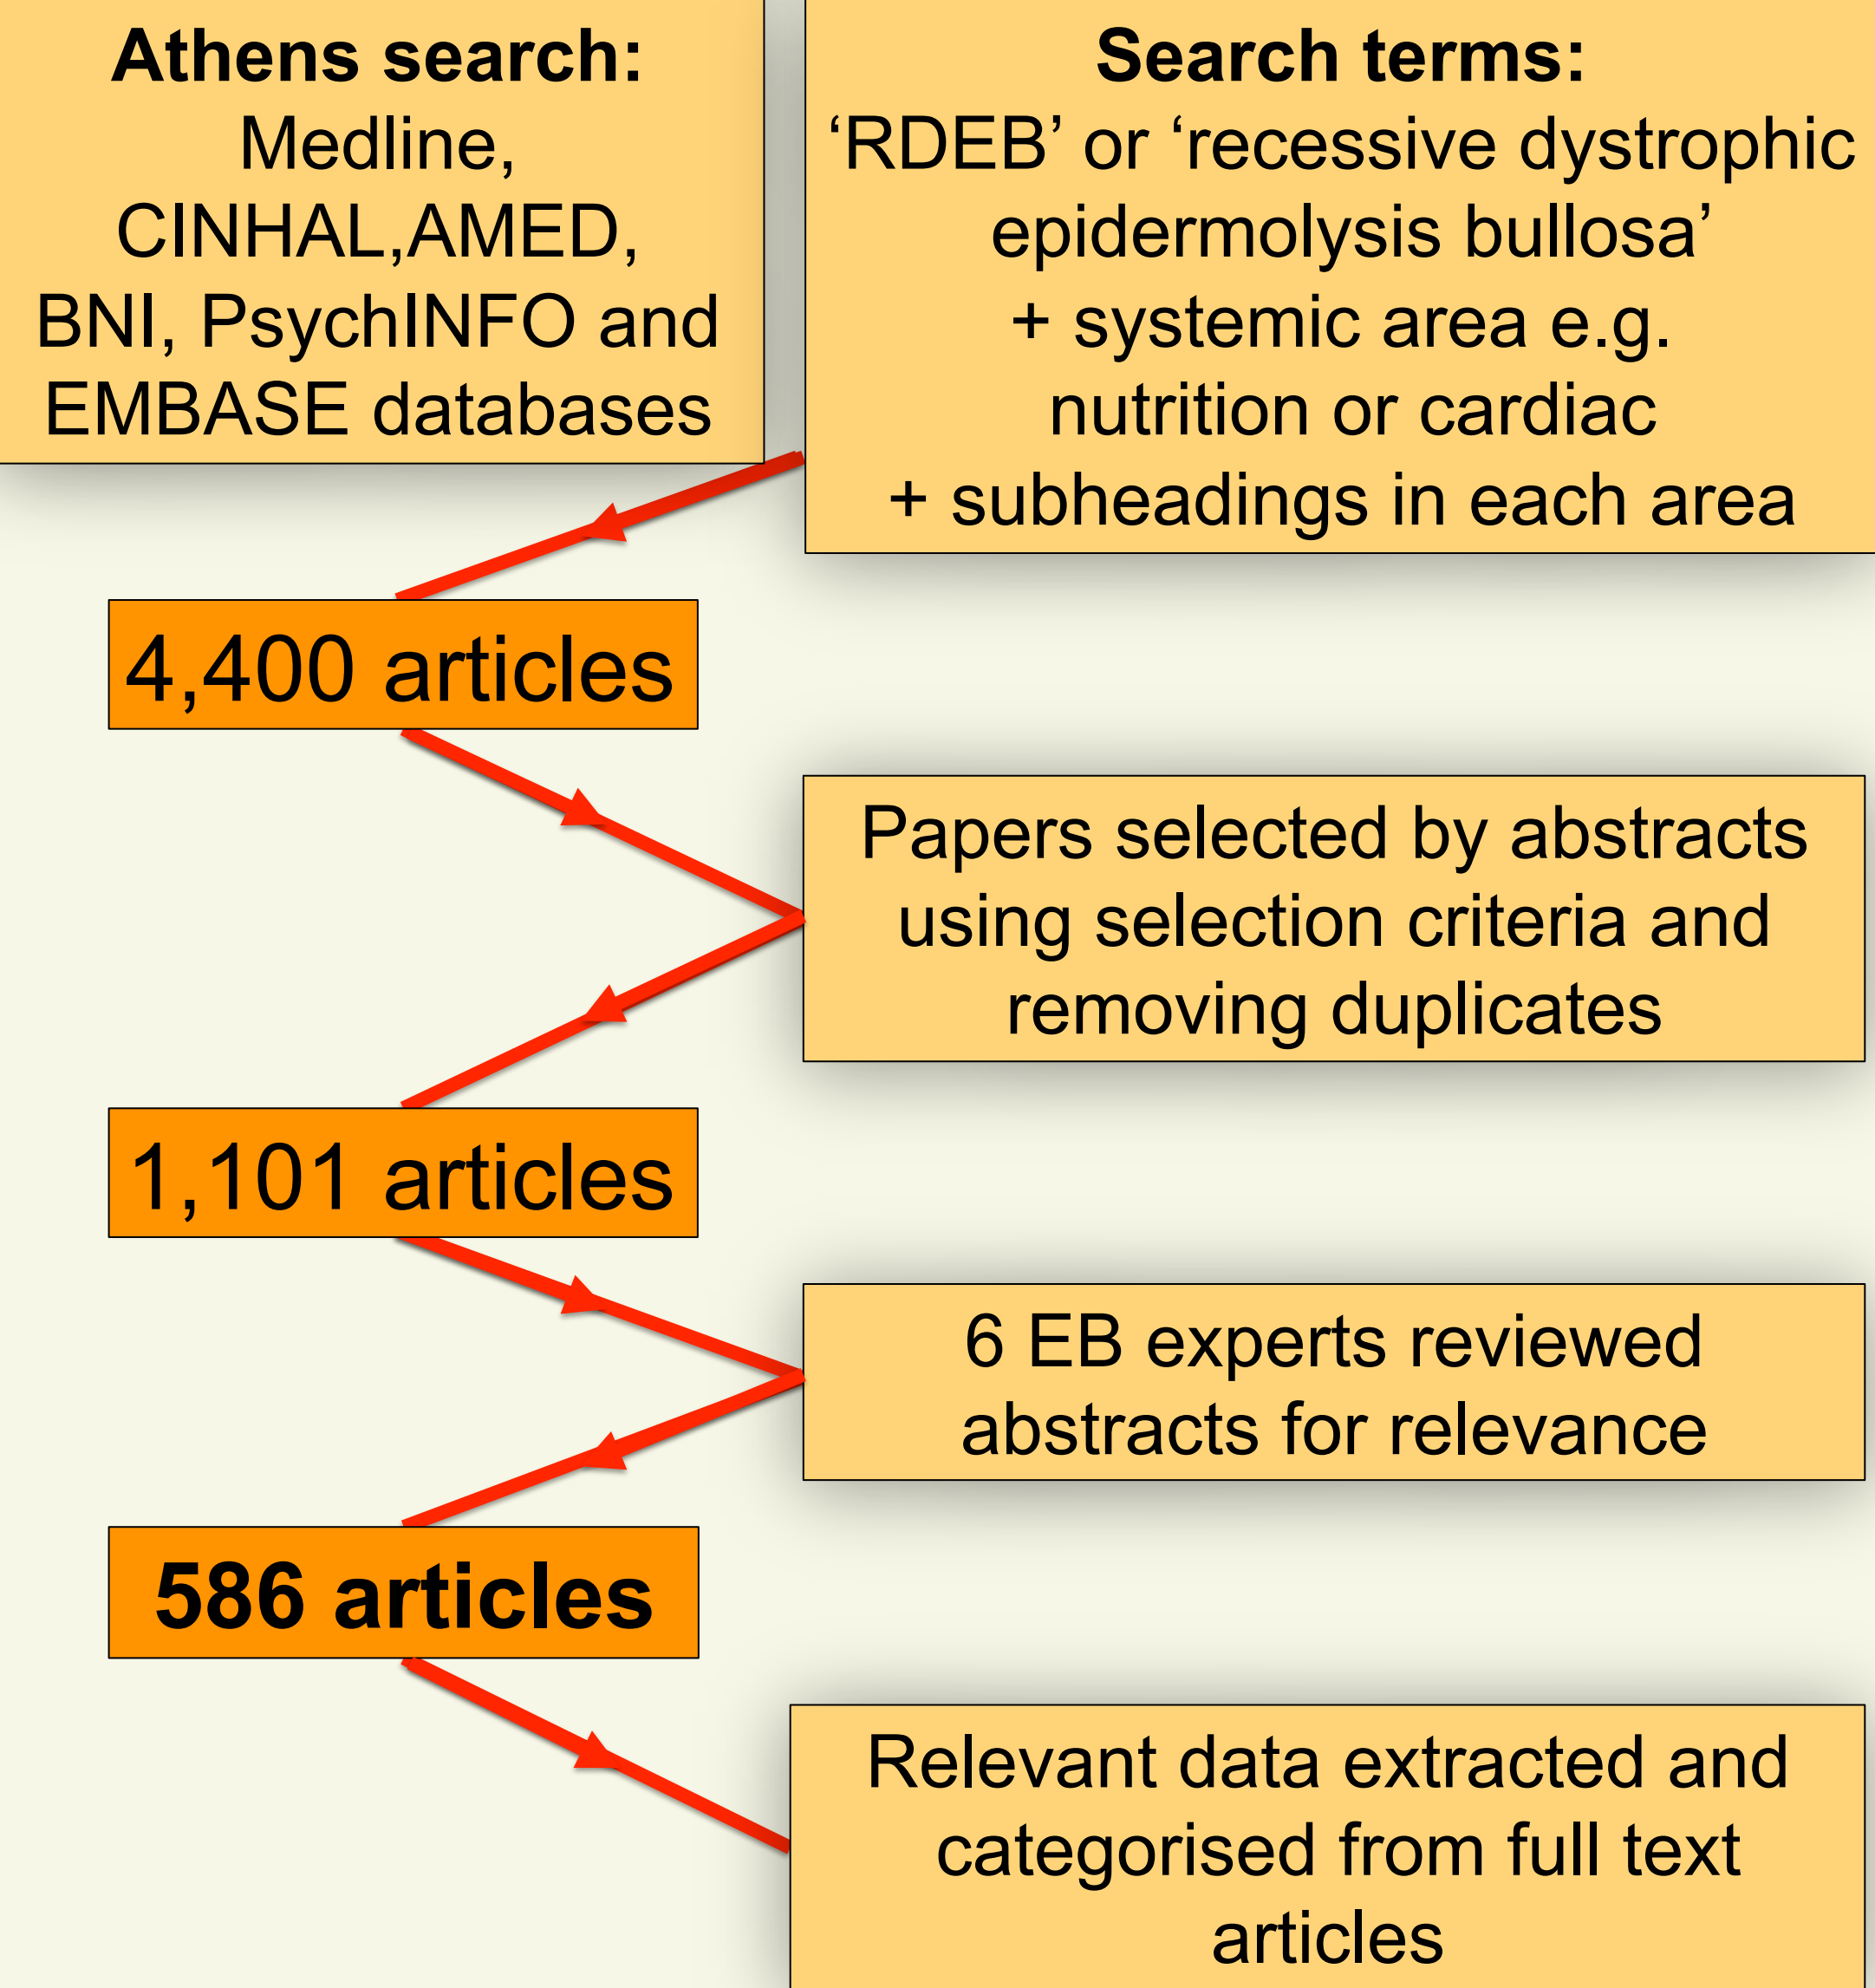 Athens search:
Medline,
CINHAL,AMED,
BNI, PsychINFO and
EMBASE databases
Search terms:
‘RDEB’ or ‘recessive dystrophic
epidermolysis bullosa’
+ systemic area e.g.
nutrition or cardiac
+ subheadings in each area
4,400 articles
Papers selected by abstracts
using selection criteria and
removing duplicates
1,101 articles
6 EB experts reviewed
abstracts for relevance
586 articles
Relevant data extracted and
categorised from full text
articles